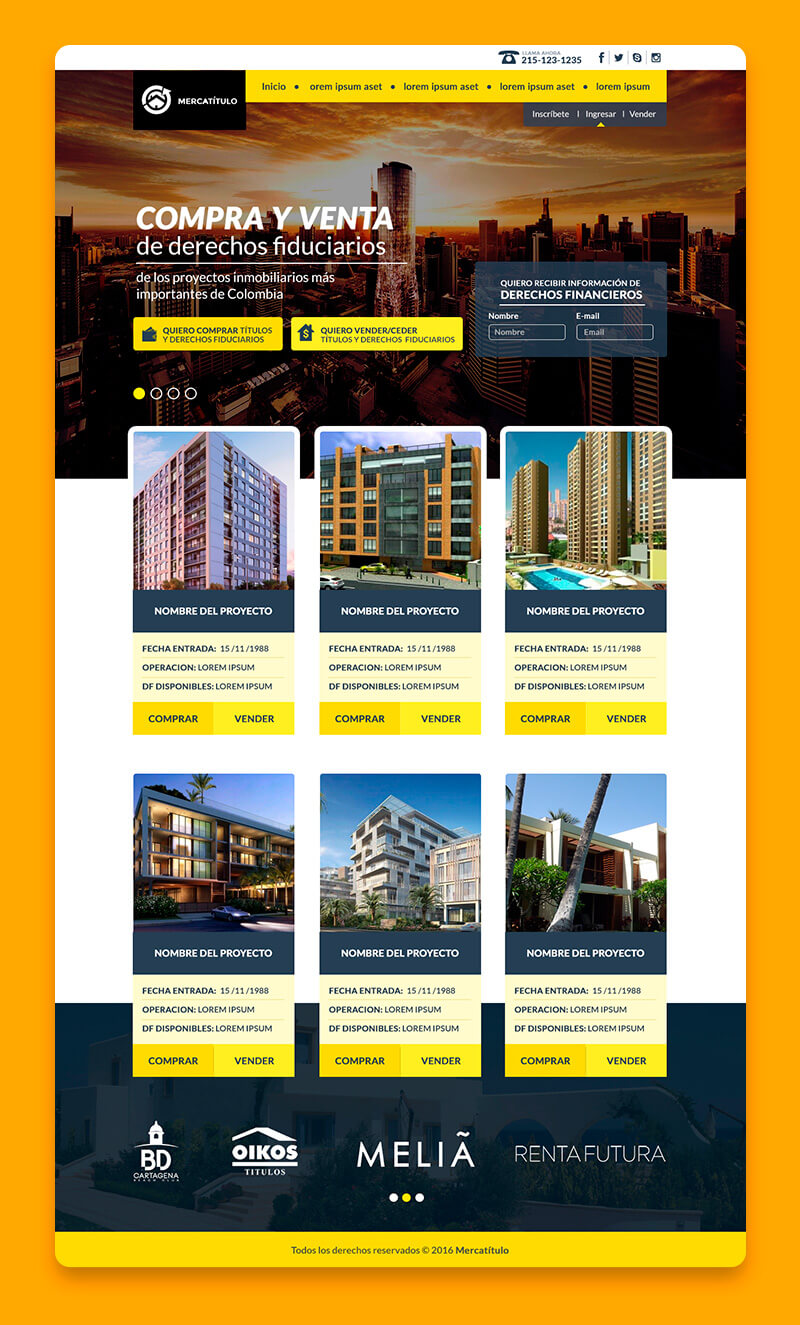 LLAMA AHORA
215-123-1235
MERCATÍTULO
Inicio • orem ipsum aset • lorem ipsum aset • lorem ipsum aset • lorem ipsum
Inscríbete | Ingresar | Vender
COMPRA Y VENTA
de derechos fiduciarios
de los proyectos inmobiliarios más
importantes de Colombia
QUIERO COMPRAR TÍTULOS
Y DERECHOS FIDUCIARIOS
QUIERO VENDER/CEDER
TÍTULOS Y DERECHOS FIDUCIARIOS
QUIERO RECIBIR INFORMACIÓN DE
DERECHOS FINANCIEROS
Nombre E-mail
Nombre Email
NOMBRE DEL PROYECTO
FECHA ENTRADA: 15 /11 /1988
OPERACION: LOREM IPSUM
DF DISPONIBLES: LOREM IPSUM
COMPRAR VENDER
NOMBRE DEL PROYECTO
FECHA ENTRADA: 15 /11 /1988
OPERACION: LOREM IPSUM
DF DISPONIBLES: LOREM IPSUM
COMPRAR VENDER
NOMBRE DEL PROYECTO
FECHA ENTRADA: 15 /11 /1988
OPERACION: LOREM IPSUM
DF DISPONIBLES: LOREM IPSUM
COMPRAR VENDER
NOMBRE DEL PROYECTO
FECHA ENTRADA: 15 /11 /1988
OPERACION: LOREM IPSUM
DF DISPONIBLES: LOREM IPSUM
COMPRAR VENDER
NOMBRE DEL PROYECTO
FECHA ENTRADA: 15 /11 /1988
OPERACION: LOREM IPSUM
DF DISPONIBLES: LOREM IPSUM
COMPRAR VENDER
NOMBRE DEL PROYECTO
FECHA ENTRADA: 15 /11 /1988
OPERACION: LOREM IPSUM
DF DISPONIBLES: LOREM IPSUM
COMPRAR VENDER
BD
CARTAGENA
BEACH CLUB
OIKOS
TITULOS
MELIÃ
RENTAFUTURA
Todos los derechos reservados © 2016 Mercatítulo